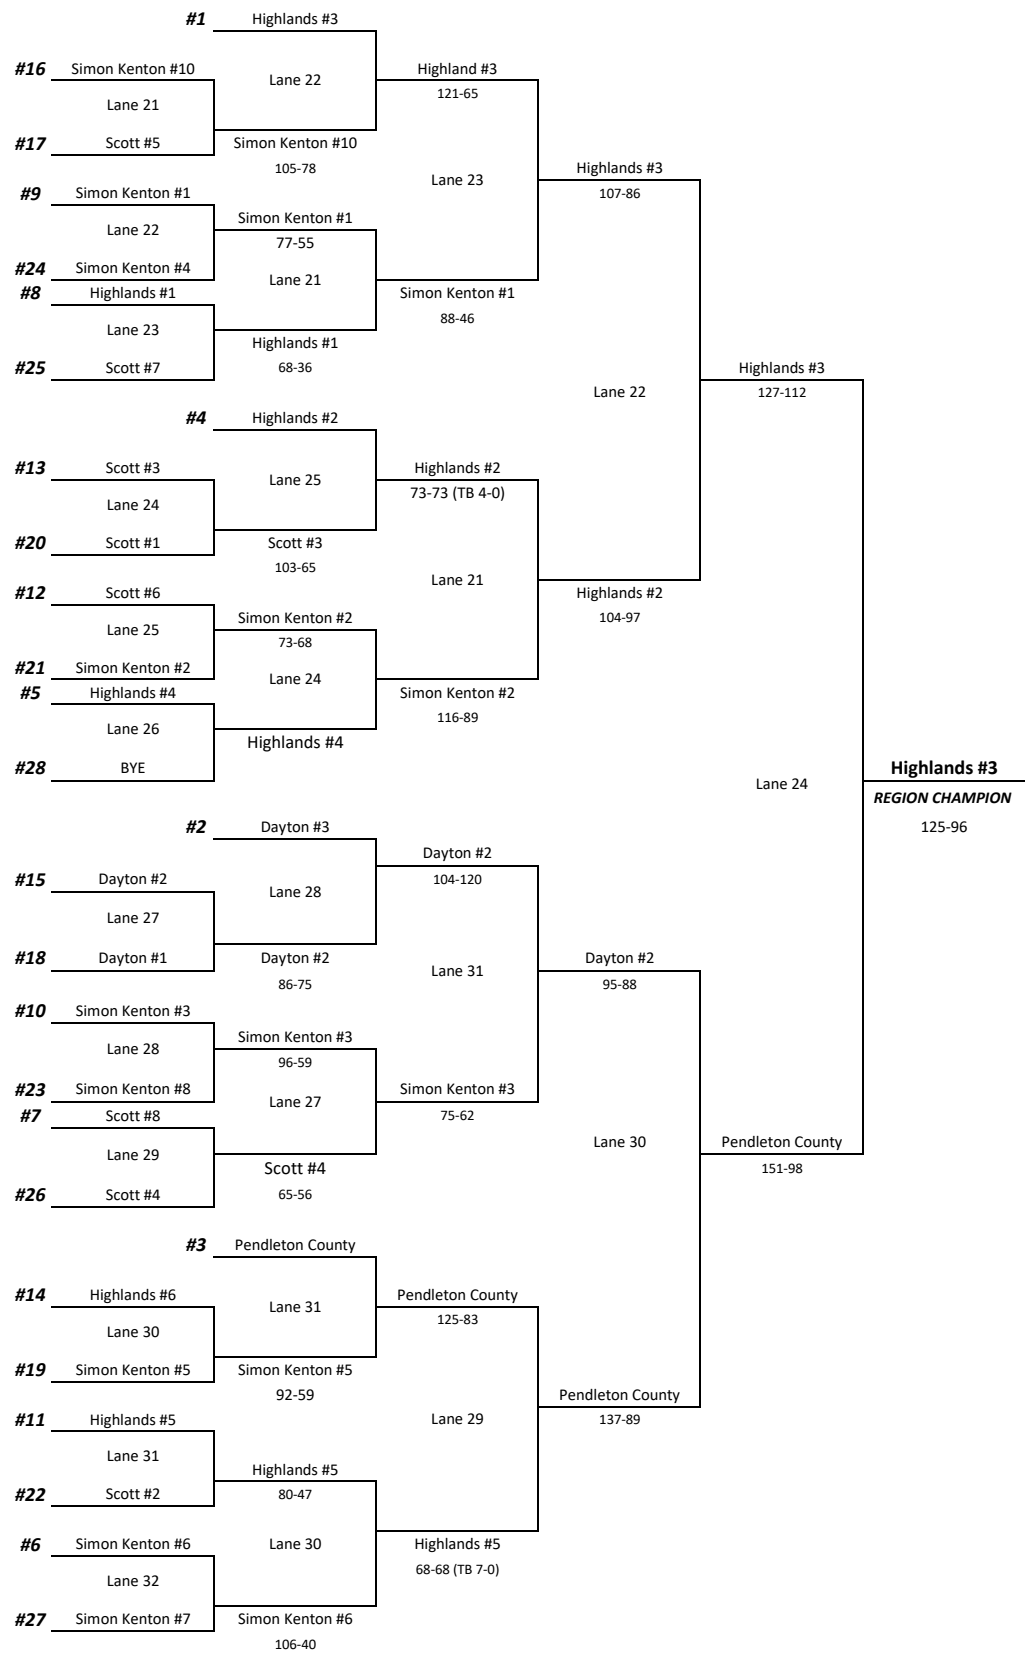 #1 Highlands #3
#16 Simon Kenton #10
Lane 22
Highland #3
121-65
Lane 21
#17 Scott #5
Simon Kenton #10
105-78
Lane 23
Highlands #3
107-86
#9 Simon Kenton #1
Lane 22
Simon Kenton #1
77-55
#24 Simon Kenton #4
Lane 21
#8 Highlands #1
Simon Kenton #1
88-46
Lane 23
Highlands #1
68-36
#25 Scott #7
Lane 22
Highlands #3
127-112
#4 Highlands #2
#13 Scott #3
Lane 25
Highlands #2
73-73 (TB 4-0)
Lane 24
#20 Scott #1
Scott #3
103-65
Lane 21
Highlands #2
104-97
#12 Scott #6
Lane 25
Simon Kenton #2
73-68
#21 Simon Kenton #2
Lane 24
#5 Highlands #4
Simon Kenton #2
116-89
Lane 26
Highlands #4
#28 BYE
Lane 24
Highlands #3
REGION CHAMPION
125-96
#2 Dayton #3
Dayton #2
104-120
#15 Dayton #2
Lane 28
Lane 27
#18 Dayton #1
Dayton #2
86-75
Lane 31
Dayton #2
95-88
#10 Simon Kenton #3
Lane 28
Simon Kenton #3
96-59
#23 Simon Kenton #8
Lane 27
Simon Kenton #3
75-62
#7 Scott #8
Lane 29
Scott #4
65-56
#26 Scott #4
Lane 30
Pendleton County
151-98
#3 Pendleton County
#14 Highlands #6
Lane 31
Pendleton County
125-83
Lane 30
#19 Simon Kenton #5
Simon Kenton #5
92-59
Lane 29
Pendleton County
137-89
#11 Highlands #5
Lane 31
Highlands #5
80-47
#22 Scott #2
Lane 30
Highlands #5
68-68 (TB 7-0)
#6 Simon Kenton #6
Lane 32
#27 Simon Kenton #7
Simon Kenton #6
106-40